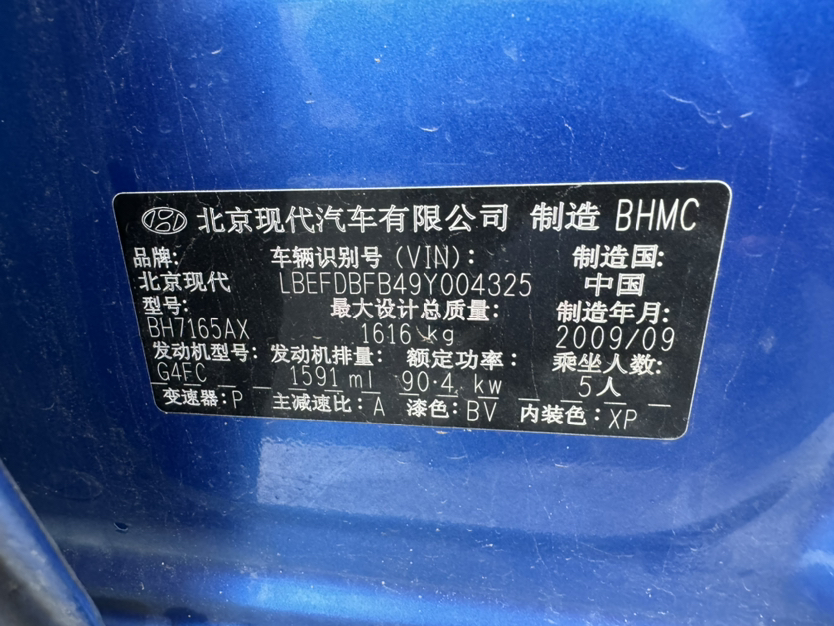 北京现代汽车有限公司 制造 BHMC
品牌: 车辆识别号 (VIN): 制造国:
北京现代 LBEFDBFB49Y004325 中国
型号: 最大设计总质量: 制造年月:
BH7165AX 1616 kg 2009/09
发动机型号: 发动机排量: 额定功率: 乘坐人数:
G4FC 1591 ml 90.4 kw 5人
变速器:P 主减速比:A 漆色:BV 内装色:XP